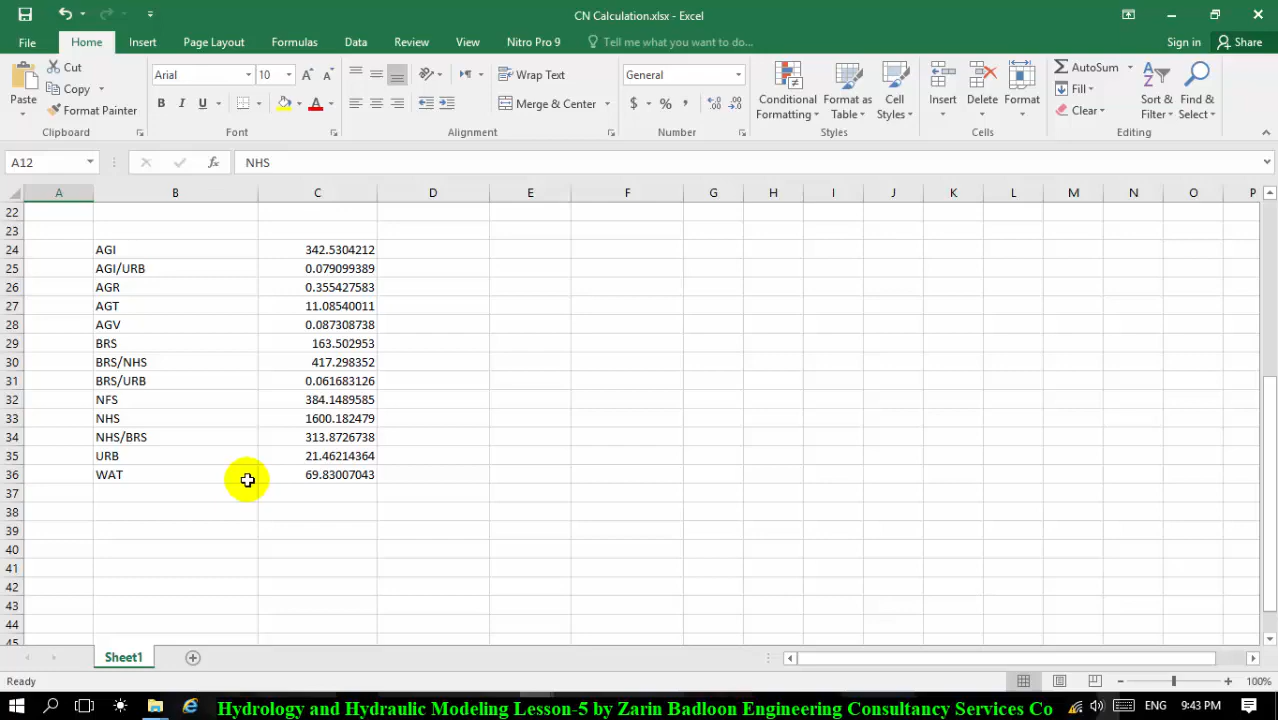 CN Calculation.xlsx - Excel
File Home Insert Page Layout Formulas Data Review View Nitro Pro 9 Tell me what you want to do... Sign in Share
Paste Cut Copy Format Painter Clipboard
Arial 10 B I U A Font
Wrap Text Merge & Center Alignment
General $ % , Number
Conditional Formatting Format as Table Cell Styles Styles
Insert Delete Format Cells
AutoSum Fill Clear Sort & Filter Find & Select Editing
A12 fx NHS
A B C D E F G H I J K L M N O P
22
23
24 AGI 342.5304212
25 AGI/URB 0.079099389
26 AGR 0.355427583
27 AGT 11.08540011
28 AGV 0.087308738
29 BRS 163.502953
30 BRS/NHS 417.298352
31 BRS/URB 0.061683126
32 NFS 384.1489585
33 NHS 1600.182479
34 NHS/BRS 313.8726738
35 URB 21.46214364
36 WAT 69.83007043
37
38
39
40
41
42
43
44
45
Sheet1
Ready 100%
Hydrology and Hydraulic Modeling Lesson-5 by Zarin Badloon Engineering Consultancy Services Co
ENG 9:43 PM